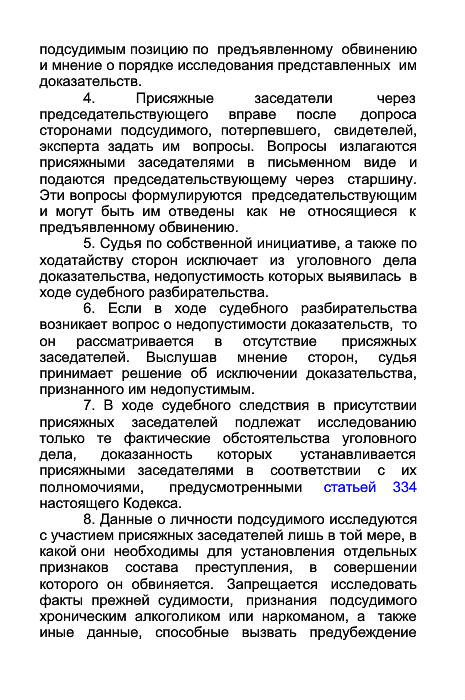 подсудимым позицию по предъявленному обвинению
и мнение о порядке исследования представленных им
доказательств.
4. Присяжные заседатели через
председательствующего вправе после допроса
сторонами подсудимого, потерпевшего, свидетелей,
эксперта задать им вопросы. Вопросы излагаются
присяжными заседателями в письменном виде и
подаются председательствующему через старшину.
Эти вопросы формулируются председательствующим
и могут быть им отведены как не относящиеся к
предъявленному обвинению.
5. Судья по собственной инициативе, а также по
ходатайству сторон исключает из уголовного дела
доказательства, недопустимость которых выявилась в
ходе судебного разбирательства.
6. Если в ходе судебного разбирательства
возникает вопрос о недопустимости доказательств, то
он рассматривается в отсутствие присяжных
заседателей. Выслушав мнение сторон, судья
принимает решение об исключении доказательства,
признанного им недопустимым.
7. В ходе судебного следствия в присутствии
присяжных заседателей подлежат исследованию
только те фактические обстоятельства уголовного
дела, доказанность которых устанавливается
присяжными заседателями в соответствии с их
полномочиями, предусмотренными статьей 334
настоящего Кодекса.
8. Данные о личности подсудимого исследуются
с участием присяжных заседателей лишь в той мере, в
какой они необходимы для установления отдельных
признаков состава преступления, в совершении
которого он обвиняется. Запрещается исследовать
факты прежней судимости, признания подсудимого
хроническим алкоголиком или наркоманом, а также
иные данные, способные вызвать предубеждение